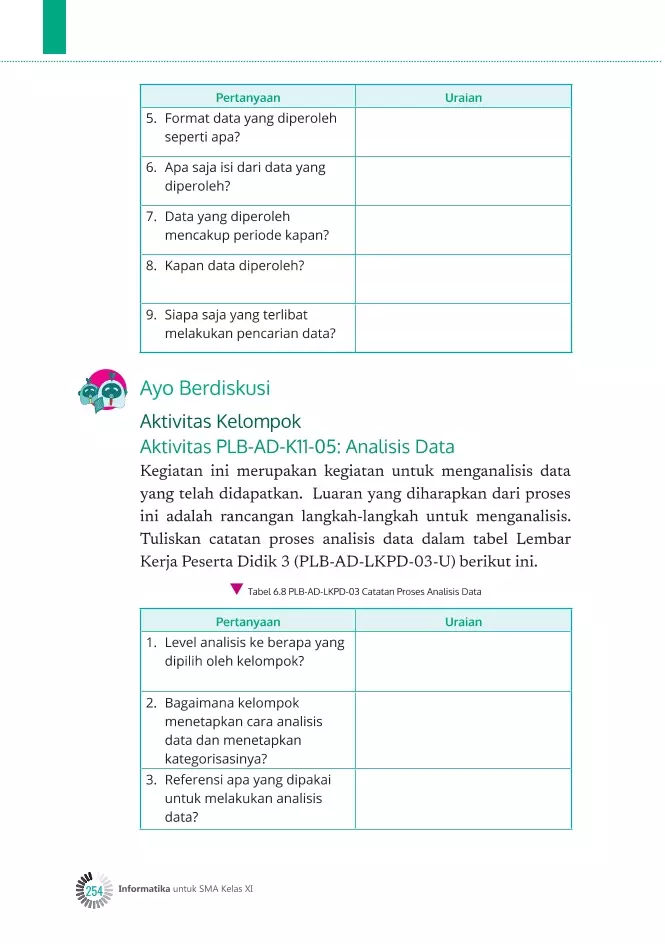 Pertanyaan Uraian
5. Format data yang diperoleh
seperti apa?
6. Apa saja isi dari data yang
diperoleh?
7. Data yang diperoleh
mencakup periode kapan?
8. Kapan data diperoleh?
9. Siapa saja yang terlibat
melakukan pencarian data?
Ayo Berdiskusi
Aktivitas Kelompok
Aktivitas PLB-AD-K11-05: Analisis Data
Kegiatan ini merupakan kegiatan untuk menganalisis data
yang telah didapatkan. Luaran yang diharapkan dari proses
ini adalah rancangan langkah-langkah untuk menganalisis.
Tuliskan catatan proses analisis data dalam tabel Lembar
Kerja Peserta Didik 3 (PLB-AD-LKPD-03-U) berikut ini.
Tabel 6.8 PLB-AD-LKPD-03 Catatan Proses Analisis Data
Pertanyaan Uraian
1. Level analisis ke berapa yang
dipilih oleh kelompok?
2. Bagaimana kelompok
menetapkan cara analisis
data dan menetapkan
kategorisasinya?
3. Referensi apa yang dipakai
untuk melakukan analisis
data?
254 Informatika untuk SMA Kelas XI